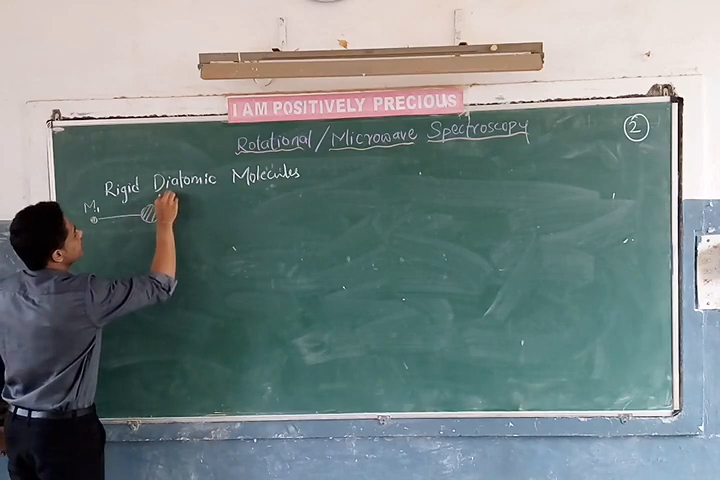 I AM POSITIVELY PRECIOUS
Rotational/Microwave Spectroscopy
2
Rigid Diatomic Molecules
M1